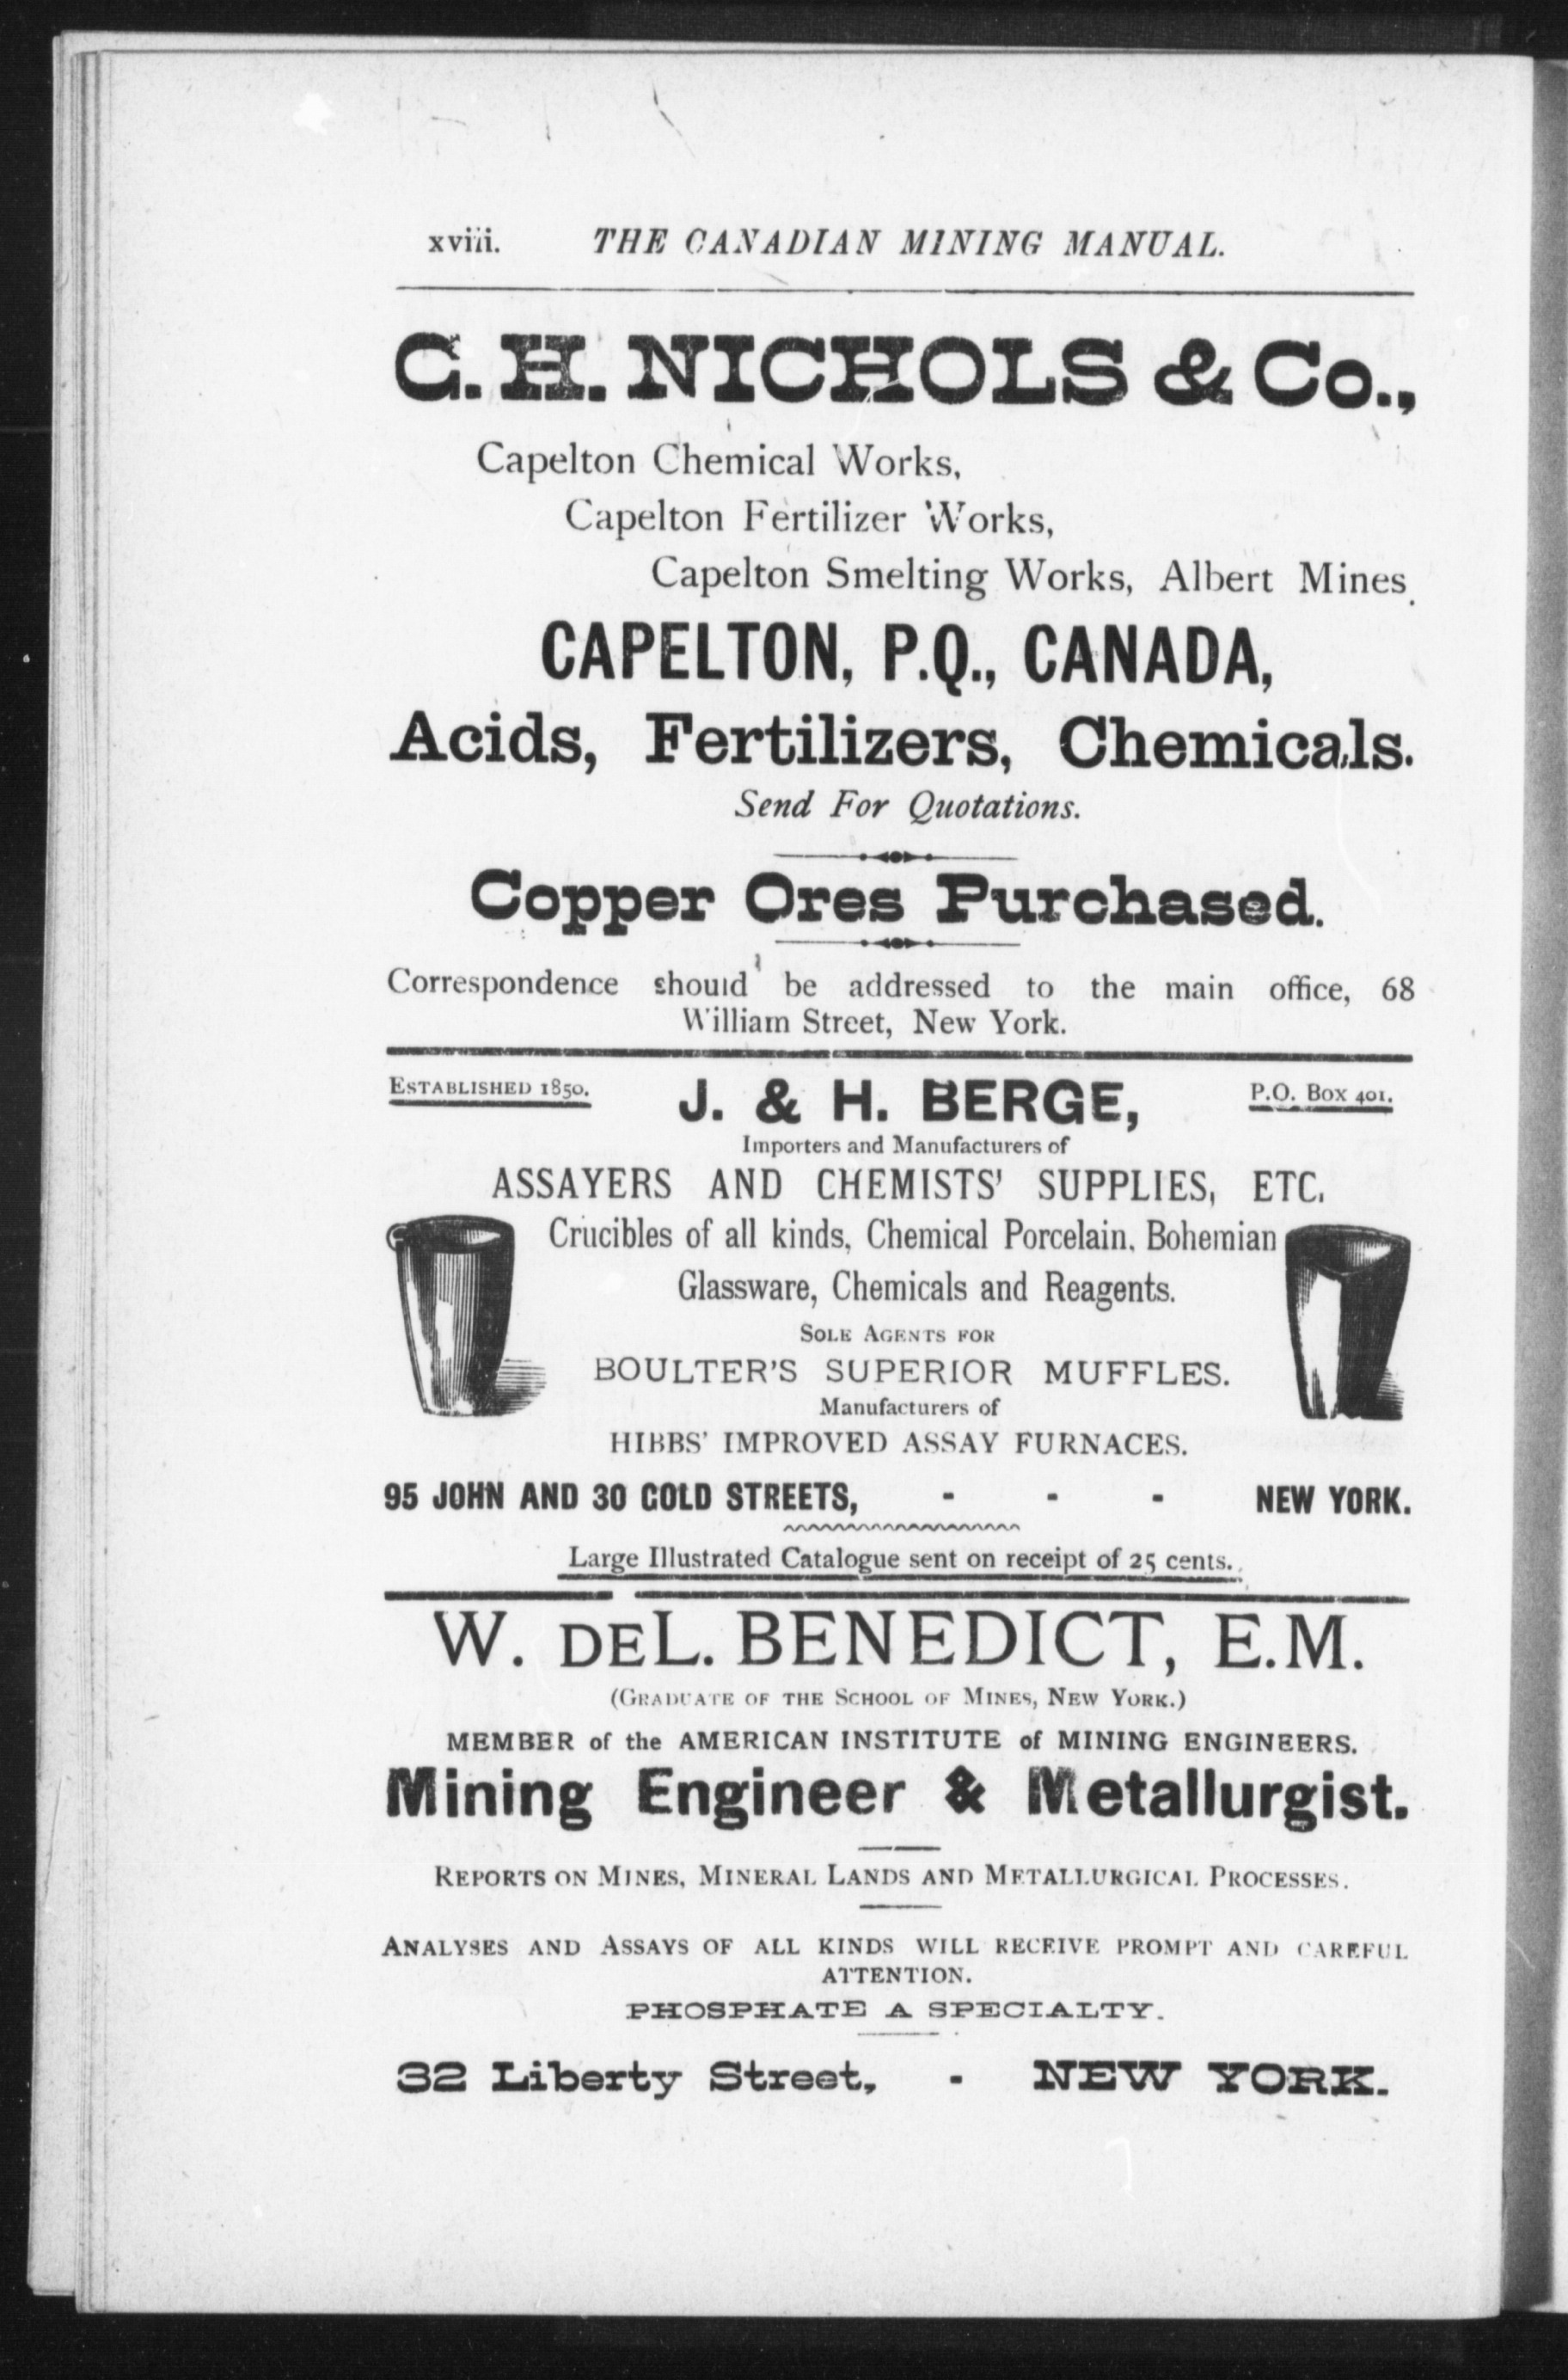 xviii. THE CANADIAN MINING MANUAL.
C. H. NICHOLS & Co.,
Capelton Chemical Works,
Capelton Fertilizer Works,
Capelton Smelting Works, Albert Mines.
CAPELTON, P.Q., CANADA,
Acids, Fertilizers, Chemicals.
Send For Quotations.
Copper Ores Purchased.
Correspondence should be addressed to the main office, 68
William Street, New York.
ESTABLISHED 1850. J. & H. BERGE, P.O. BOX 401.
Importers and Manufacturers of
ASSAYERS AND CHEMISTS' SUPPLIES, ETC.
Crucibles of all kinds, Chemical Porcelain, Bohemian
Glassware, Chemicals and Reagents.
SOLE AGENTS FOR
BOULTER'S SUPERIOR MUFFLES.
Manufacturers of
HIBBS' IMPROVED ASSAY FURNACES.
95 JOHN AND 30 GOLD STREETS, - - - NEW YORK.
Large Illustrated Catalogue sent on receipt of 25 cents.
W. DEL. BENEDICT, E.M.
(GRADUATE OF THE SCHOOL OF MINES, NEW YORK.)
MEMBER of the AMERICAN INSTITUTE of MINING ENGINEERS.
Mining Engineer & Metallurgist.
REPORTS ON MINES, MINERAL LANDS AND METALLURGICAL PROCESSES.
ANALYSES AND ASSAYS OF ALL KINDS WILL RECEIVE PROMPT AND CAREFUL
ATTENTION.
PHOSPHATE A SPECIALTY.
32 Liberty Street, - NEW YORK.